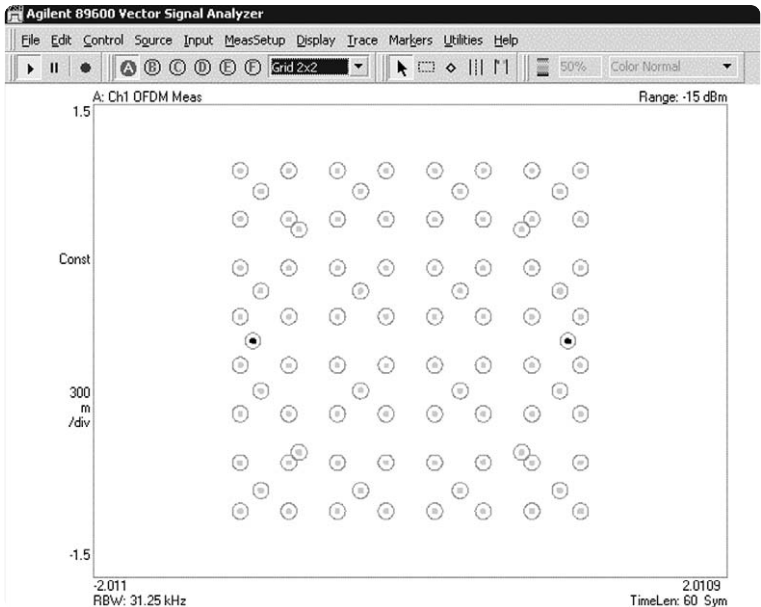 Agilent 89600 Vector Signal Analyzer
File Edit Control Source Input MeasSetup Display Trace Markers Utilities Help
A B C D E F Grid 2x2 50% Color Normal
A: Ch1 OFDM Meas Range: -15 dBm
1.5
Const
300
m
/div
-1.5
-2.011 2.0109
RBW: 31.25 kHz TimeLen: 60 Sym